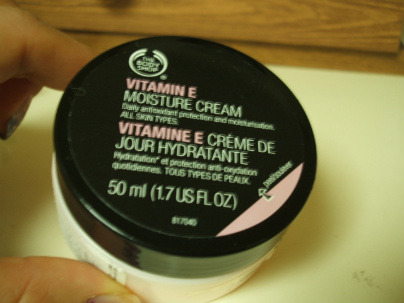 THE
BODY
SHOP
VITAMIN E
MOISTURE CREAM
Daily antioxidant protection and moisturisation.
ALL SKIN TYPES.
VITAMINE E CRÈME DE
JOUR HYDRATANTE
Hydratation* et protection anti-oxydation
quotidiennes. TOUS TYPES DE PEAUX.
50 ml (1.7 US FL OZ)
817040